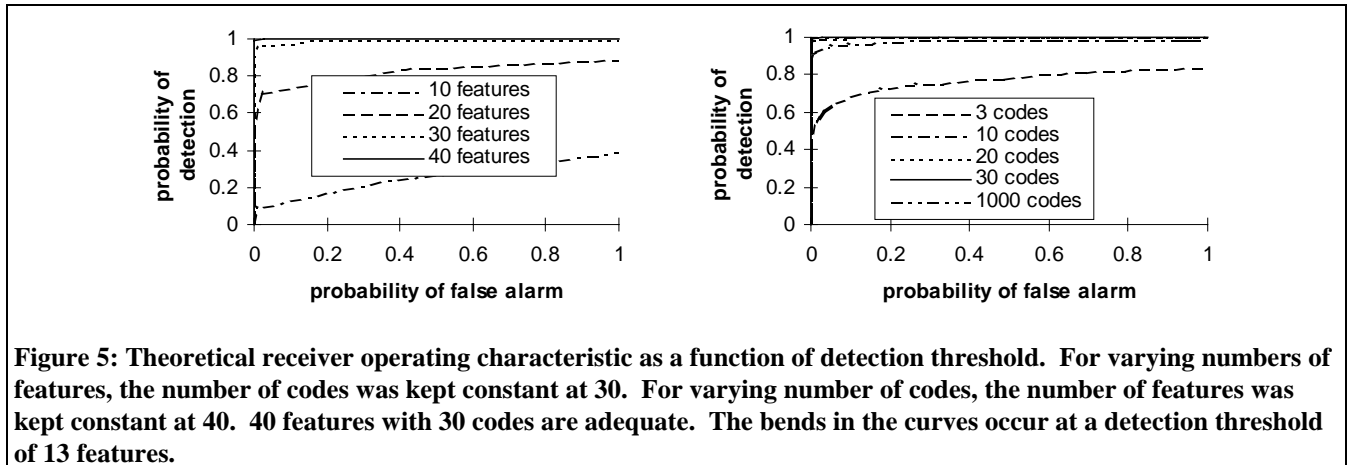 1
0.8
0.6
0.4
0.2
0
probability of
detection
10 features
20 features
30 features
40 features
0 0.2 0.4 0.6 0.8 1
probability of false alarm
1
0.8
0.6
0.4
0.2
0
probability of
detection
3 codes
10 codes
20 codes
30 codes
1000 codes
0 0.2 0.4 0.6 0.8 1
probability of false alarm
Figure 5: Theoretical receiver operating characteristic as a function of detection threshold. For varying numbers of
features, the number of codes was kept constant at 30. For varying number of codes, the number of features was
kept constant at 40. 40 features with 30 codes are adequate. The bends in the curves occur at a detection threshold
of 13 features.